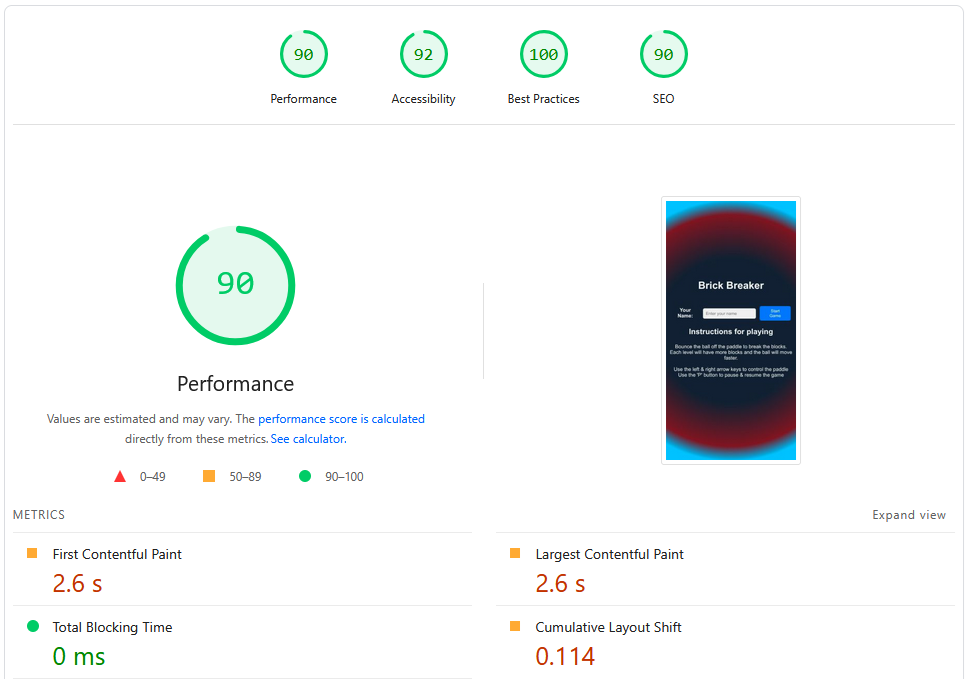 90
92
100
90
Performance
Accessibility
Best Practices
SEO
90
Performance
Values are estimated and may vary. The performance score is calculated
directly from these metrics. See calculator.
0–49
50–89
90–100
Brick Breaker
Your
Name:
Enter your name
Start
Game
Instructions for playing
Bounce the ball off the paddle to break the blocks.
Each level will have more blocks and the ball will move
faster.
Use the left & right arrow keys to control the paddle
Use the 'P' button to pause & resume the game
METRICS
Expand view
First Contentful Paint
2.6 s
Largest Contentful Paint
2.6 s
Total Blocking Time
0 ms
Cumulative Layout Shift
0.114